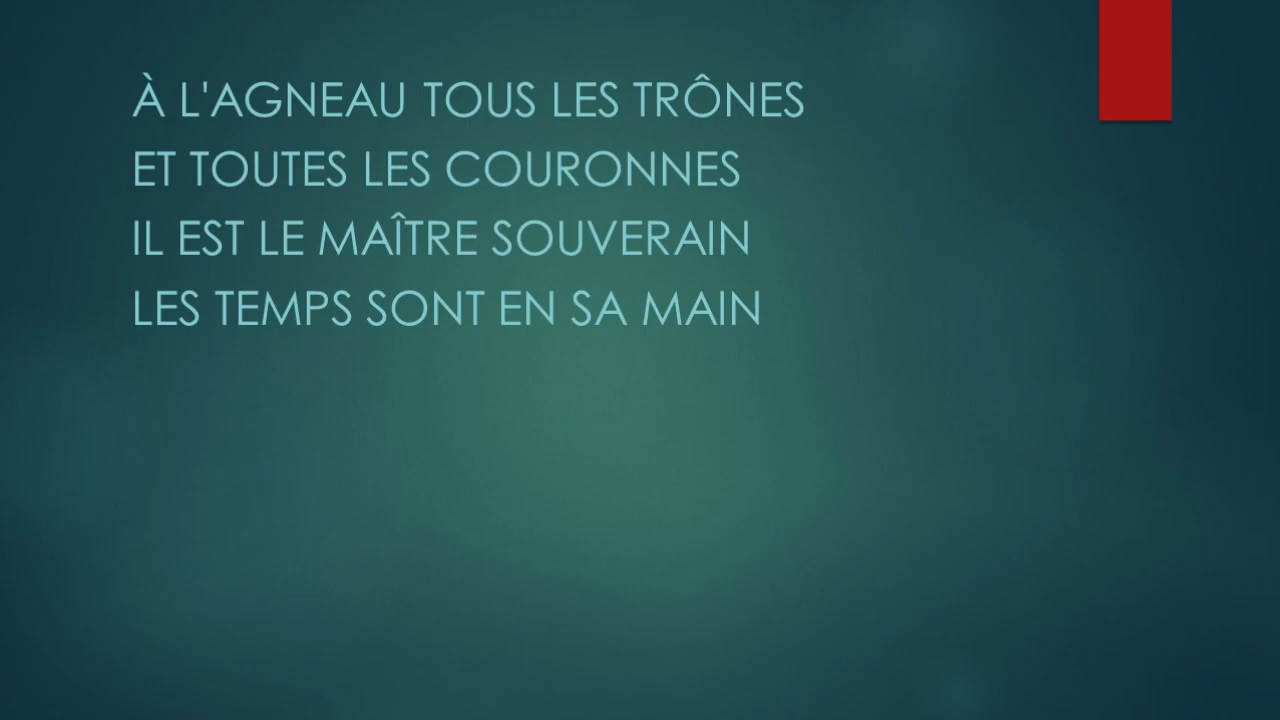 À L'AGNEAU TOUS LES TRÔNES
ET TOUTES LES COURONNES
IL EST LE MAÎTRE SOUVERAIN
LES TEMPS SONT EN SA MAIN